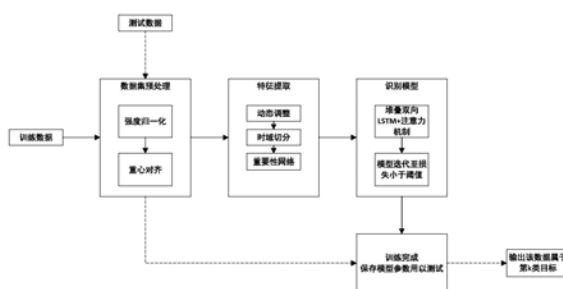 测试数据
数据集预处理
强度归一化
重心对齐
训练数据
特征提取
动态调整
时域切分
重要性网络
识别模型
堆叠双向
LSTM+注意力
机制
模型迭代至损
失小于阈值
训练完成
保存模型参数用以测试
输出该数据属于
第k类目标